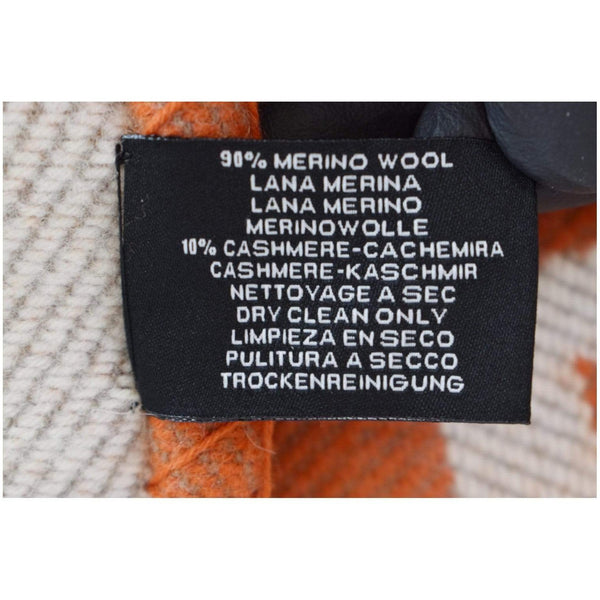 90% MERINO WOOL
LANA MERINA
LANA MERINO
MERINOWOLLE
10% CASHMERE-CACHEMIRA
CASHMERE-KASCHMIR
NETTOYAGE A SEC
DRY CLEAN ONLY
LIMPIEZA EN SECO
PULITURA A SECCO
TROCKENREINIGUNG